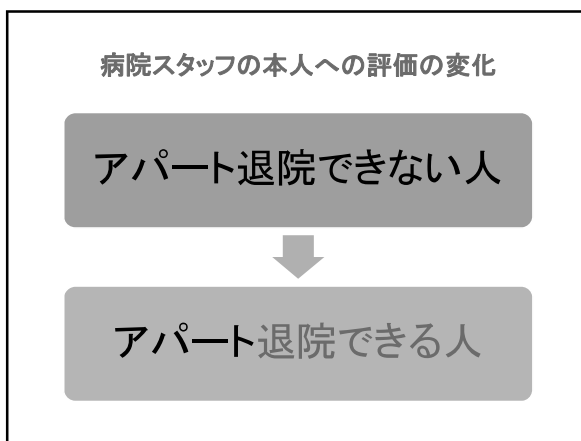 病院スタッフの本人への評価の変化
アパート退院できない人
アパート退院できる人